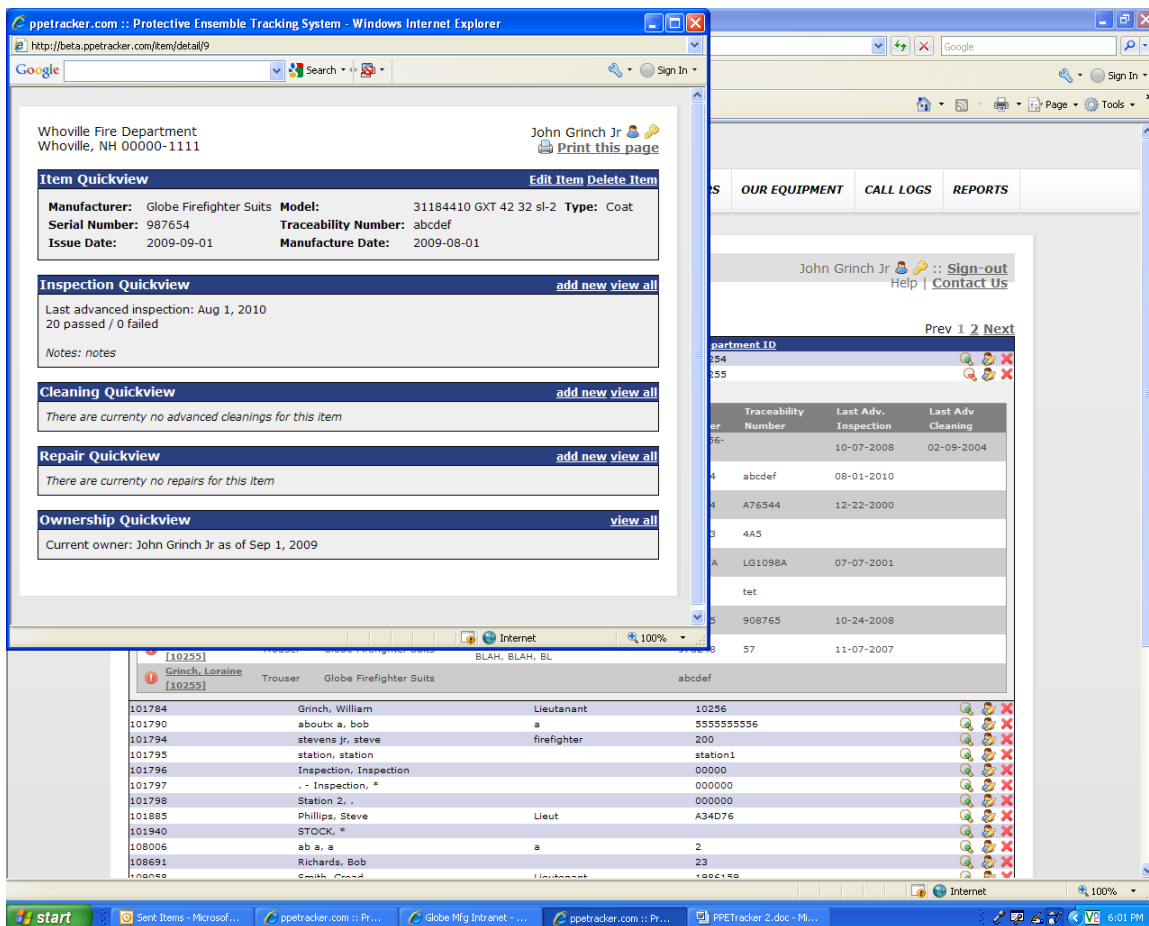 ppetracker.com :: Protective Ensemble Tracking System - Windows Internet Explorer
http://beta.ppetracker.com/item/detail/9
Google
Google Search Sign In
Sign In
Page Tools
Whoville Fire Department John Grinch Jr
Whoville, NH 00000-1111 Print this page
Item Quickview Edit Item Delete Item
Manufacturer: Globe Firefighter Suits Model: 31184410 GXT 42 32 sl-2 Type: Coat
Serial Number: 987654 Traceability Number: abcdef
Issue Date: 2009-09-01 Manufacture Date: 2009-08-01
Inspection Quickview add new view all
Last advanced inspection: Aug 1, 2010
20 passed / 0 failed
Notes: notes
Cleaning Quickview add new view all
There are currenty no advanced cleanings for this item
Repair Quickview add new view all
There are currenty no repairs for this item
Ownership Quickview view all
Current owner: John Grinch Jr as of Sep 1, 2009
Internet 100%
OUR EQUIPMENT CALL LOGS REPORTS
John Grinch Jr :: Sign-out
Help | Contact Us
Prev 1 2 Next
partment ID
254
255
Traceability Last Adv. Last Adv
er Number Inspection Cleaning
56-
10-07-2008 02-09-2004
4 abcdef 08-01-2010
4 A76544 12-22-2000
3 4A5
A LG1098A 07-07-2001
tet
5 908765 10-24-2008
57 11-07-2007
[10255] BLAH, BLAH, BL
Grinch, Loraine
[10255] Trouser Globe Firefighter Suits abcdef
101784 Grinch, William Lieutanant 10256
101790 aboutx a, bob a 5555555556
101794 stevens jr, steve firefighter 200
101795 station, station station1
101796 Inspection, Inspection 00000
101797 . - Inspection, * 000000
101798 Station 2, . 000000
101885 Phillips, Steve Lieut A34D76
101940 STOCK, *
108006 ab a, a a 2
108691 Richards, Bob 23
Internet 100%
start Sent Items - Microsof... ppetracker.com :: Pr... Globe Mfg Intranet - ... ppetracker.com :: Pr... PPETracker 2.doc - Mi... 6:01 PM